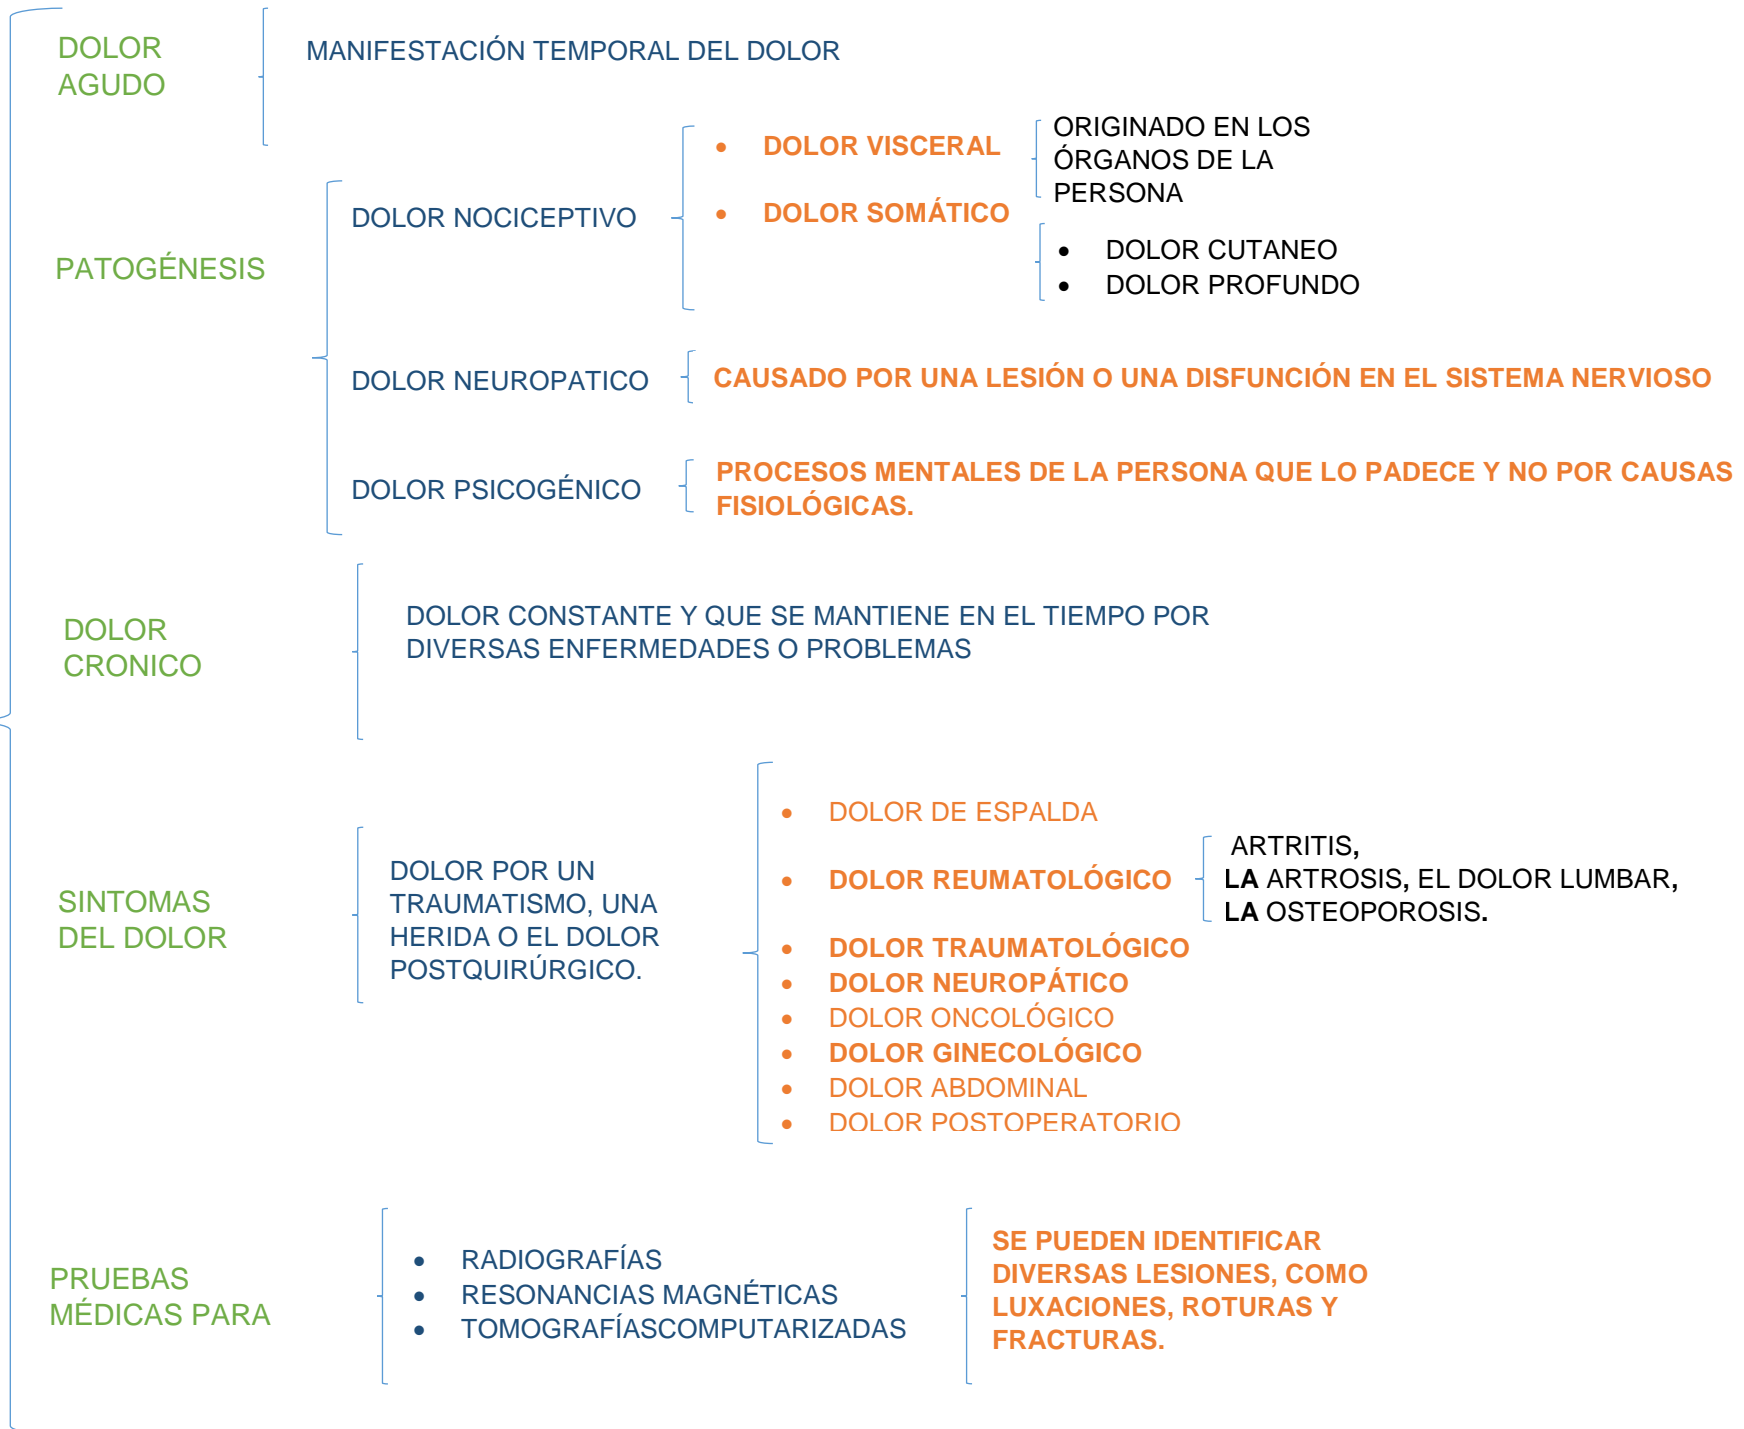 DOLOR
AGUDO
MANIFESTACIÓN TEMPORAL DEL DOLOR
PATOGÉNESIS
DOLOR NOCICEPTIVO
• DOLOR VISCERAL
ORIGINADO EN LOS
ÓRGANOS DE LA
PERSONA
• DOLOR SOMÁTICO
• DOLOR CUTANEO
• DOLOR PROFUNDO
DOLOR NEUROPATICO
CAUSADO POR UNA LESIÓN O UNA DISFUNCIÓN EN EL SISTEMA NERVIOSO
DOLOR PSICOGÉNICO
PROCESOS MENTALES DE LA PERSONA QUE LO PADECE Y NO POR CAUSAS
FISIOLÓGICAS.
DOLOR
CRONICO
DOLOR CONSTANTE Y QUE SE MANTIENE EN EL TIEMPO POR
DIVERSAS ENFERMEDADES O PROBLEMAS
SINTOMAS
DEL DOLOR
DOLOR POR UN
TRAUMATISMO, UNA
HERIDA O EL DOLOR
POSTQUIRÚRGICO.
• DOLOR DE ESPALDA
• DOLOR REUMATOLÓGICO
ARTRITIS,
LA ARTROSIS, EL DOLOR LUMBAR,
LA OSTEOPOROSIS.
• DOLOR TRAUMATOLÓGICO
• DOLOR NEUROPÁTICO
• DOLOR ONCOLÓGICO
• DOLOR GINECOLÓGICO
• DOLOR ABDOMINAL
• DOLOR POSTOPERATORIO
PRUEBAS
MÉDICAS PARA
• RADIOGRAFÍAS
• RESONANCIAS MAGNÉTICAS
• TOMOGRAFÍASCOMPUTARIZADAS
SE PUEDEN IDENTIFICAR
DIVERSAS LESIONES, COMO
LUXACIONES, ROTURAS Y
FRACTURAS.